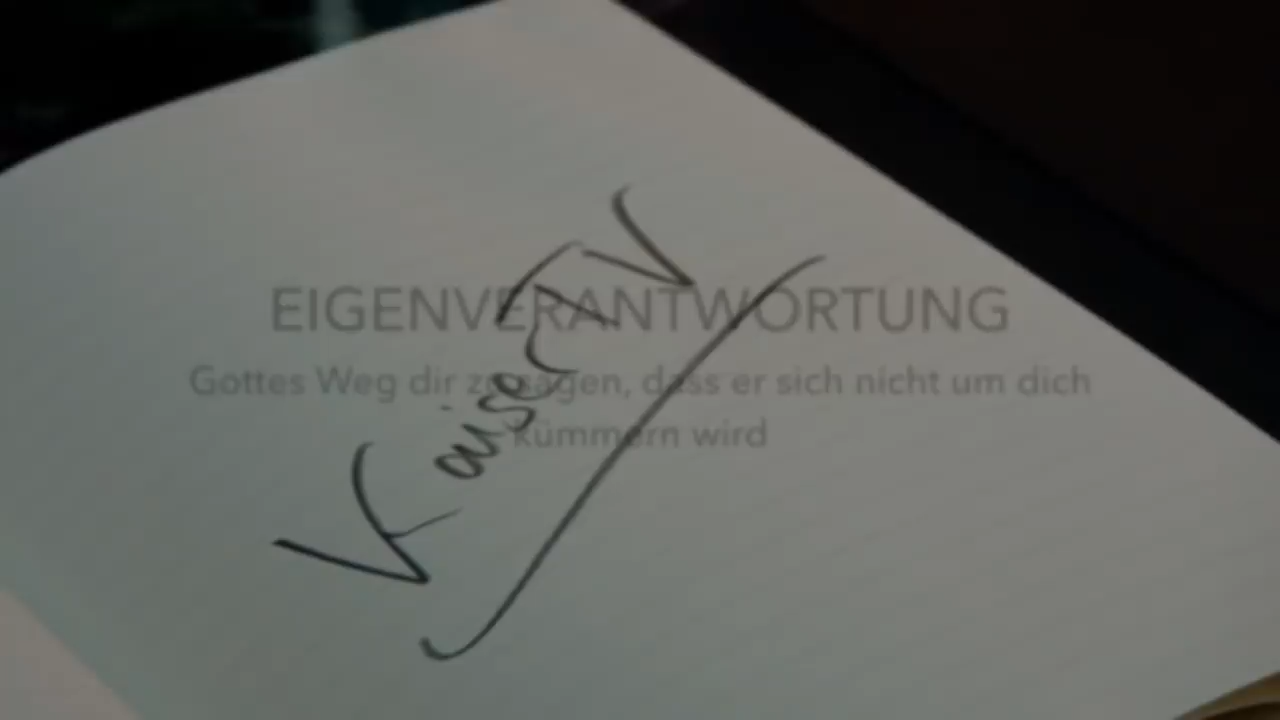 EIGENVERANTWORTUNG
Gottes Weg dir zu sagen, dass er sich nicht um dich
kümmern wird
KaiserTV